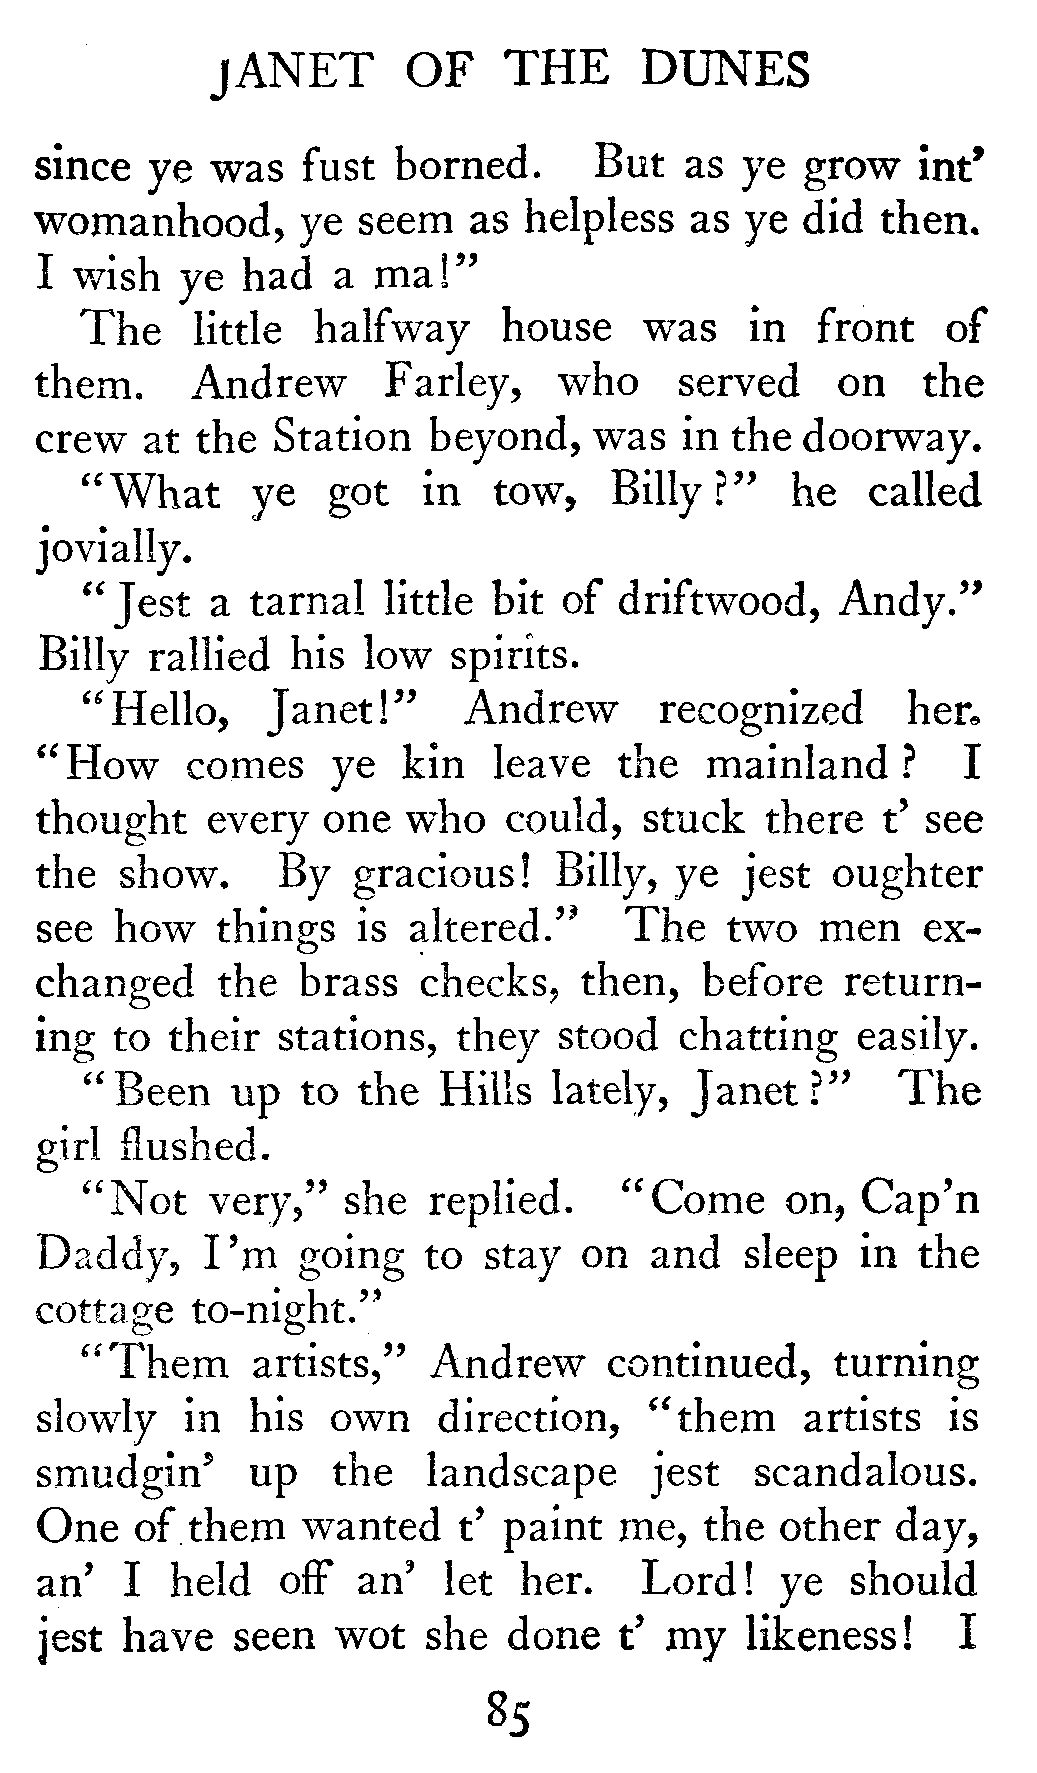 JANET OF THE DUNES
since ye was fust borned. But as ye grow int'
womanhood, ye seem as helpless as ye did then.
I wish ye had a ma!"
The little halfway house was in front of
them. Andrew Farley, who served on the
crew at the Station beyond, was in the doorway.
"What ye got in tow, Billy?" he called
jovially.
"Jest a tarnal little bit of driftwood, Andy."
Billy rallied his low spirits.
"Hello, Janet!" Andrew recognized her.
"How comes ye kin leave the mainland? I
thought every one who could, stuck there t' see
the show. By gracious! Billy, ye jest oughter
see how things is altered." The two men ex-
changed the brass checks, then, before return-
ing to their stations, they stood chatting easily.
"Been up to the Hills lately, Janet?" The
girl flushed.
"Not very," she replied. "Come on, Cap'n
Daddy, I'm going to stay on and sleep in the
cottage to-night."
"Them artists," Andrew continued, turning
slowly in his own direction, "them artists is
smudgin' up the landscape jest scandalous.
One of them wanted t' paint me, the other day,
an' I held off an' let her. Lord! ye should
jest have seen wot she done t' my likeness! I
85